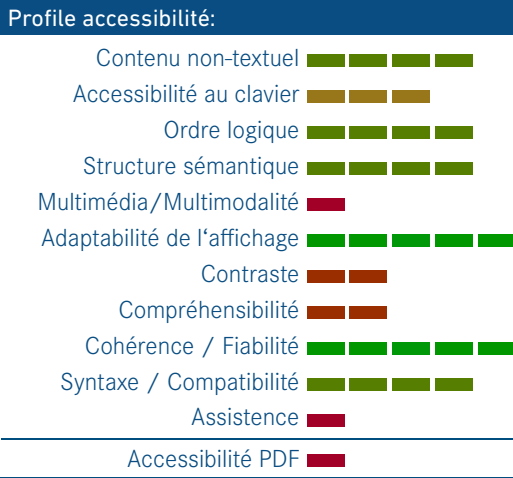 Profile accessibilité:
Contenu non-textuel
Accessibilité au clavier
Ordre logique
Structure sémantique
Multimédia/Multimodalité
Adaptabilité de l‘affichage
Contraste
Compréhensibilité
Cohérence / Fiabilité
Syntaxe / Compatibilité
Assistence
Accessibilité PDF